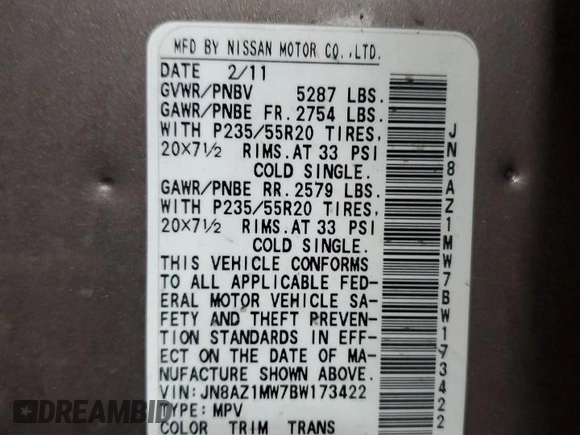 MFD BY NISSAN MOTOR CO.,LTD.
DATE 2/11
GVWR/PNBV 5287 LBS.
GAWR/PNBE FR. 2754 LBS.
WITH P235/55R20 TIRES,
20×7½ RIMS.AT 33 PSI
COLD SINGLE.
GAWR/PNBE RR. 2579 LBS.
WITH P235/55R20 TIRES,
20×7½ RIMS.AT 33 PSI
COLD SINGLE.
THIS VEHICLE CONFORMS
TO ALL APPLICABLE FED-
ERAL MOTOR VEHICLE SA-
FETY AND THEFT PREVEN-
TION STANDARDS IN EFF-
ECT ON THE DATE OF MA-
NUFACTURE SHOWN ABOVE.
VIN:JN8AZ1MW7BW173422
TYPE: MPV
COLOR TRIM TRANS
JN8AZ1MW7BW173422
DREAMBID